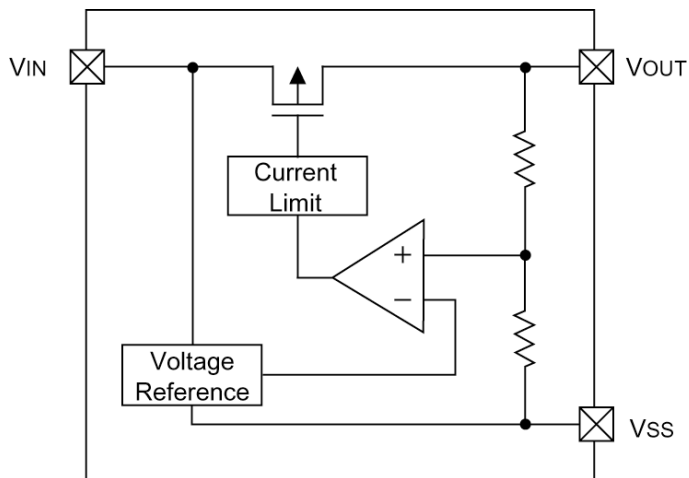 VIN
VOUT
Current
Limit
+
−
Voltage
Reference
VSS